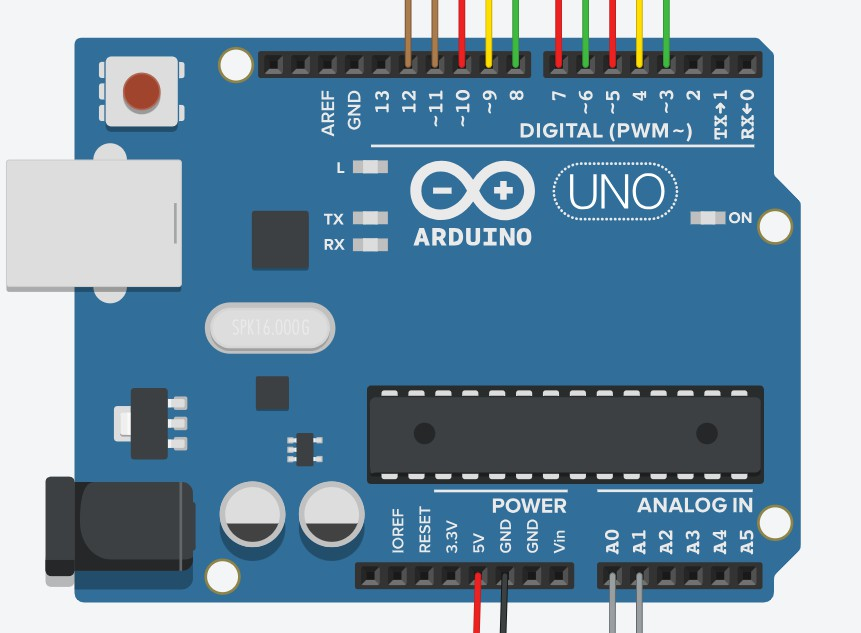 AREF
GND
13
12
~11
~10
~9
8
7
~6
~5
4
~3
2
TX→1
RX←0
DIGITAL (PWM~)
L
TX
RX
ARDUINO
UNO
ON
SPK16.000G
POWER
ANALOG IN
IOREF
RESET
3.3V
5V
GND
GND
Vin
A0
A1
A2
A3
A4
A5